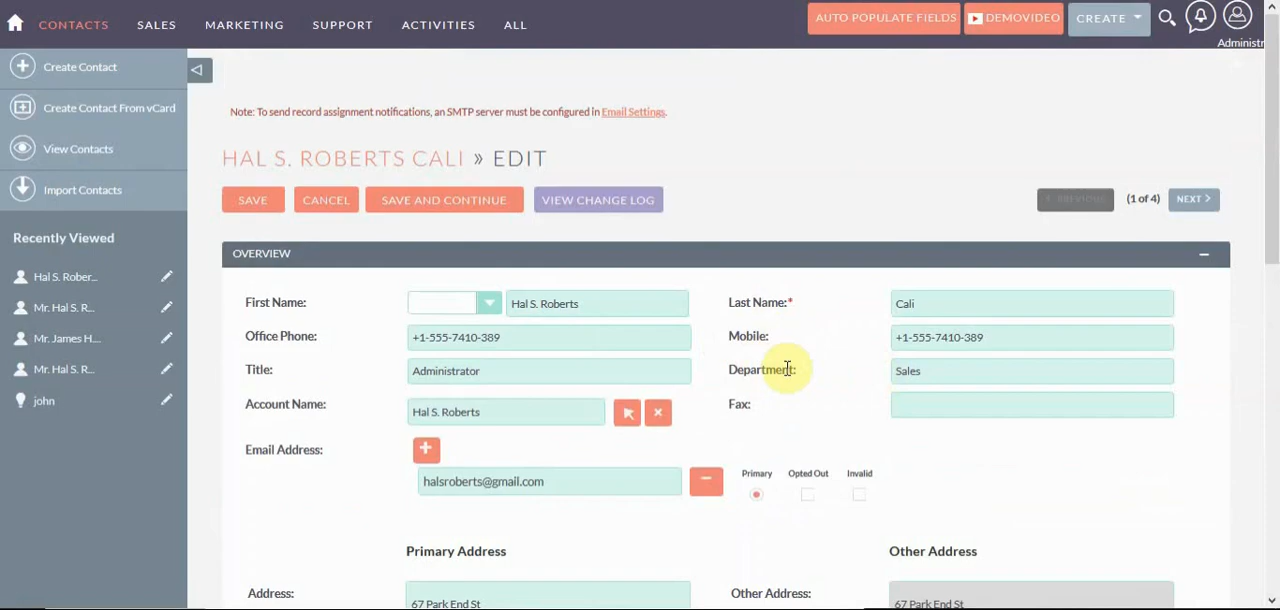 CONTACTS SALES MARKETING SUPPORT ACTIVITIES ALL AUTO POPULATE FIELDS DEMOVIDEO CREATE
Administr
Create Contact
Create Contact From vCard
View Contacts
Import Contacts
Recently Viewed
Hal S. Rober...
Mr. Hal S. R...
Mr. James H....
Mr. Hal S. R...
john
Note: To send record assignment notifications, an SMTP server must be configured in Email Settings.
HAL S. ROBERTS CALI » EDIT
SAVE CANCEL SAVE AND CONTINUE VIEW CHANGE LOG PREVIOUS (1 of 4) NEXT
OVERVIEW
First Name: Hal S. Roberts Last Name:* Cali
Office Phone: +1-555-7410-389 Mobile: +1-555-7410-389
Title: Administrator Department: Sales
Account Name: Hal S. Roberts Fax:
Email Address:
Primary Opted Out Invalid
halsroberts@gmail.com
Primary Address Other Address
Address: 67 Park End St Other Address: 67 Park End St